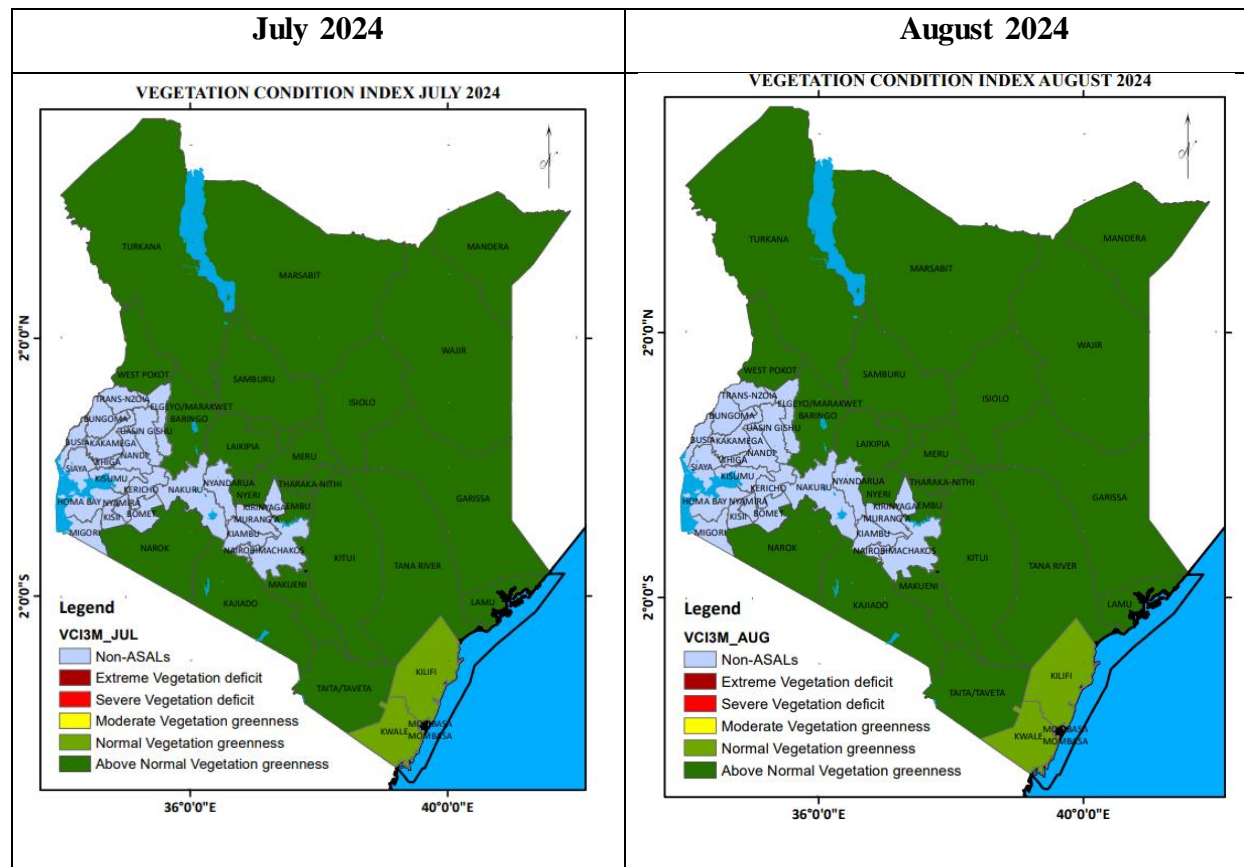 July 2024
August 2024
VEGETATION CONDITION INDEX JULY 2024
TURKANA
MANDERA
MARSABIT
WAJIR
WEST POKOT
SAMBURU
TRANS-NZOIA
ISIOLO
ELGEYO/MARAKWET
BUNGOMA
BARINGO
UASIN GISHU
BUSIA
KAKAMEGA
LAIKIPIA
NANDI
MERU
SIAYA
VIHIGA
KISUMU
THARAKA-NITHI
KERICHO
NAKURU
NYANDARUA
GARISSA
NYERI
HOMA BAY
NYAMIRA
KIRINYAGA
EMBU
KISII
BOMET
MURANG'A
MIGORI
KIAMBU
NAROK
NAIROBI
MACHAKOS
KITUI
TANA RIVER
MAKUENI
KAJIADO
LAMU
KILIFI
TAITA/TAVETA
MOMBASA
KWALE
MOMBASA
2°0'0"N
2°0'0"S
Legend
VCI3M_JUL
Non-ASALs
Extreme Vegetation deficit
Severe Vegetation deficit
Moderate Vegetation greenness
Normal Vegetation greenness
Above Normal Vegetation greenness
36°0'0"E
40°0'0"E
VEGETATION CONDITION INDEX AUGUST 2024
TURKANA
MANDERA
MARSABIT
WAJIR
WEST POKOT
SAMBURU
TRANS-NZOIA
ISIOLO
ELGEYO/MARAKWET
BUNGOMA
BARINGO
UASIN GISHU
BUSIA
KAKAMEGA
LAIKIPIA
NANDI
MERU
SIAYA
VIHIGA
KISUMU
THARAKA-NITHI
KERICHO
NAKURU
NYANDARUA
GARISSA
NYERI
HOMA BAY
NYAMIRA
KIRINYAGA
EMBU
KISII
BOMET
MURANG'A
MIGORI
KIAMBU
NAROK
NAIROBI
MACHAKOS
KITUI
TANA RIVER
MAKUENI
KAJIADO
LAMU
KILIFI
TAITA/TAVETA
MOMBASA
KWALE
MOMBASA
2°0'0"N
2°0'0"S
Legend
VCI3M_AUG
Non-ASALs
Extreme Vegetation deficit
Severe Vegetation deficit
Moderate Vegetation greenness
Normal Vegetation greenness
Above Normal Vegetation greenness
36°0'0"E
40°0'0"E